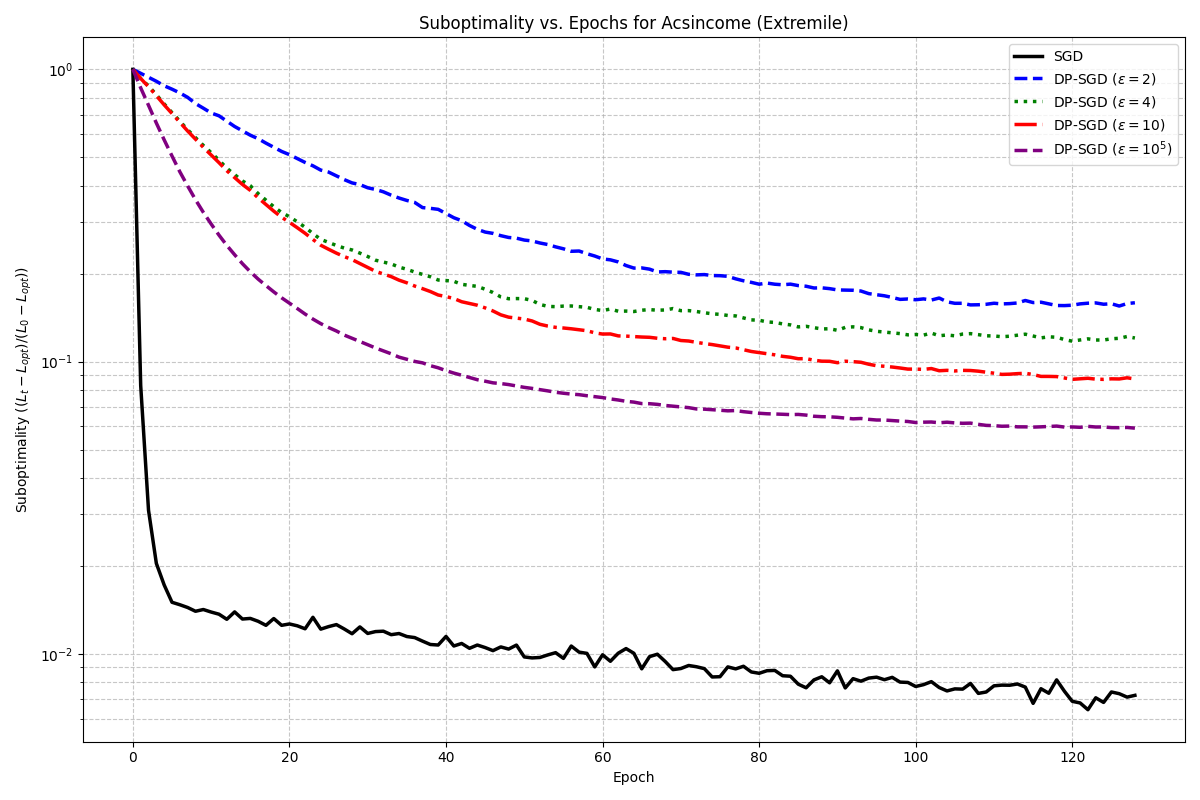 Suboptimality vs. Epochs for Acsincome (Extremile)
SGD
DP-SGD (ε = 2)
DP-SGD (ε = 4)
DP-SGD (ε = 10)
DP-SGD (ε = 10⁵)
Suboptimality ((L_t − L_opt)/(L_0 − L_opt))
10⁰
10⁻¹
10⁻²
0 20 40 60 80 100 120
Epoch